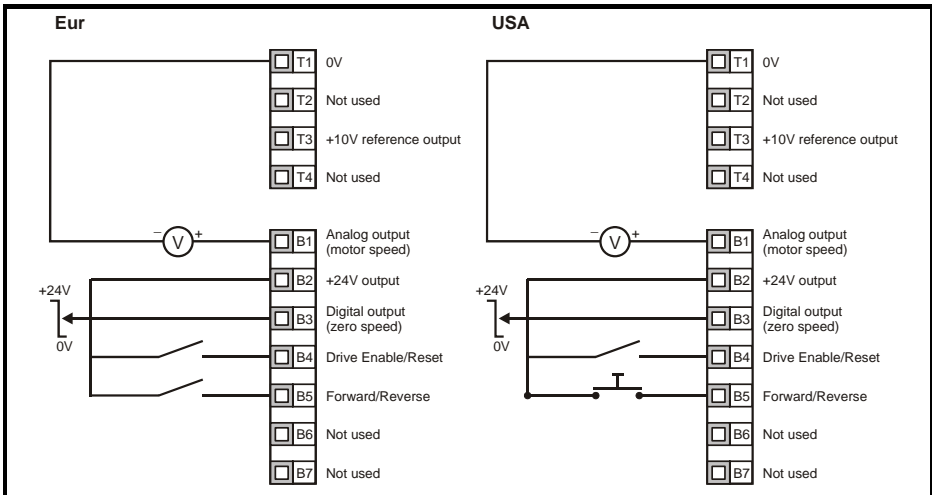 Eur
T1 0V
T2 Not used
T3 +10V reference output
T4 Not used
− V +
B1 Analog output
(motor speed)
B2 +24V output
+24V
0V
B3 Digital output
(zero speed)
B4 Drive Enable/Reset
B5 Forward/Reverse
B6 Not used
B7 Not used
USA
T1 0V
T2 Not used
T3 +10V reference output
T4 Not used
− V +
B1 Analog output
(motor speed)
B2 +24V output
+24V
0V
B3 Digital output
(zero speed)
B4 Drive Enable/Reset
B5 Forward/Reverse
B6 Not used
B7 Not used